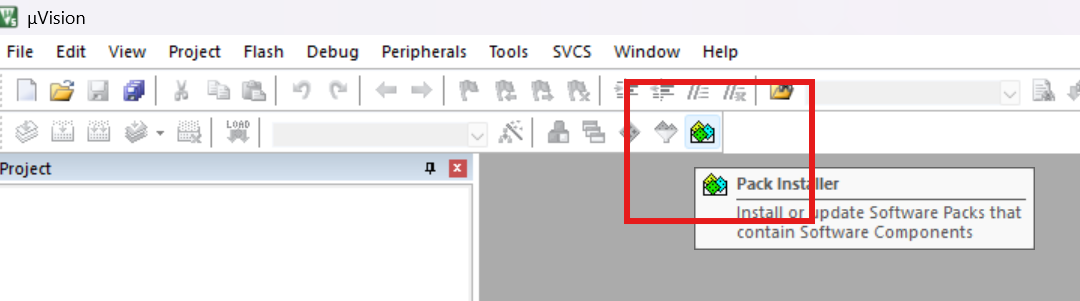 µVision
File Edit View Project Flash Debug Peripherals Tools SVCS Window Help
LOAD
Project
Pack Installer
Install or update Software Packs that
contain Software Components